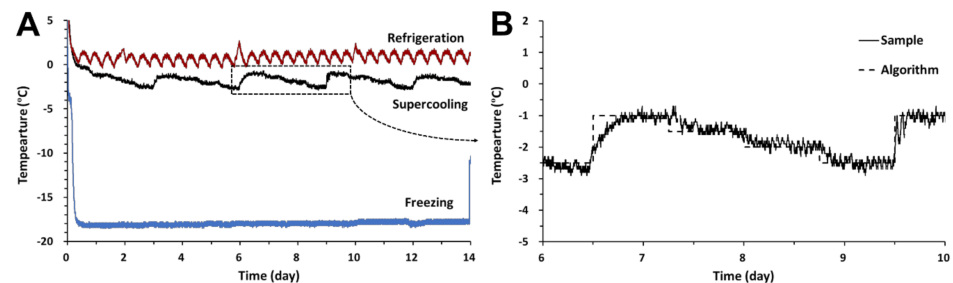 A
5
0
-5
-10
-15
-20
0
2
4
6
8
10
12
14
Tempearture (°C)
Time (day)
Refrigeration
Supercooling
Freezing
B
2
1
0
-1
-2
-3
-4
-5
6
7
8
9
10
Tempearture (°C)
Time (day)
Sample
Algorithm